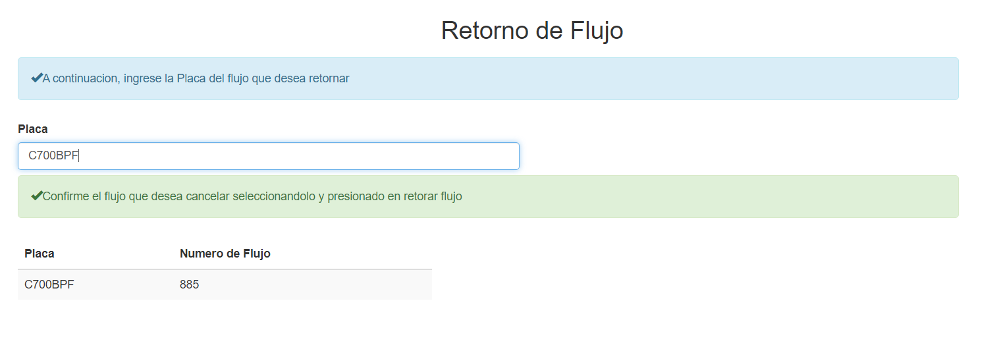 Retorno de Flujo
A continuacion, ingrese la Placa del flujo que desea retornar
Placa
C700BPF
Confirme el flujo que desea cancelar seleccionandolo y presionado en retorar flujo
Placa Numero de Flujo
C700BPF 885